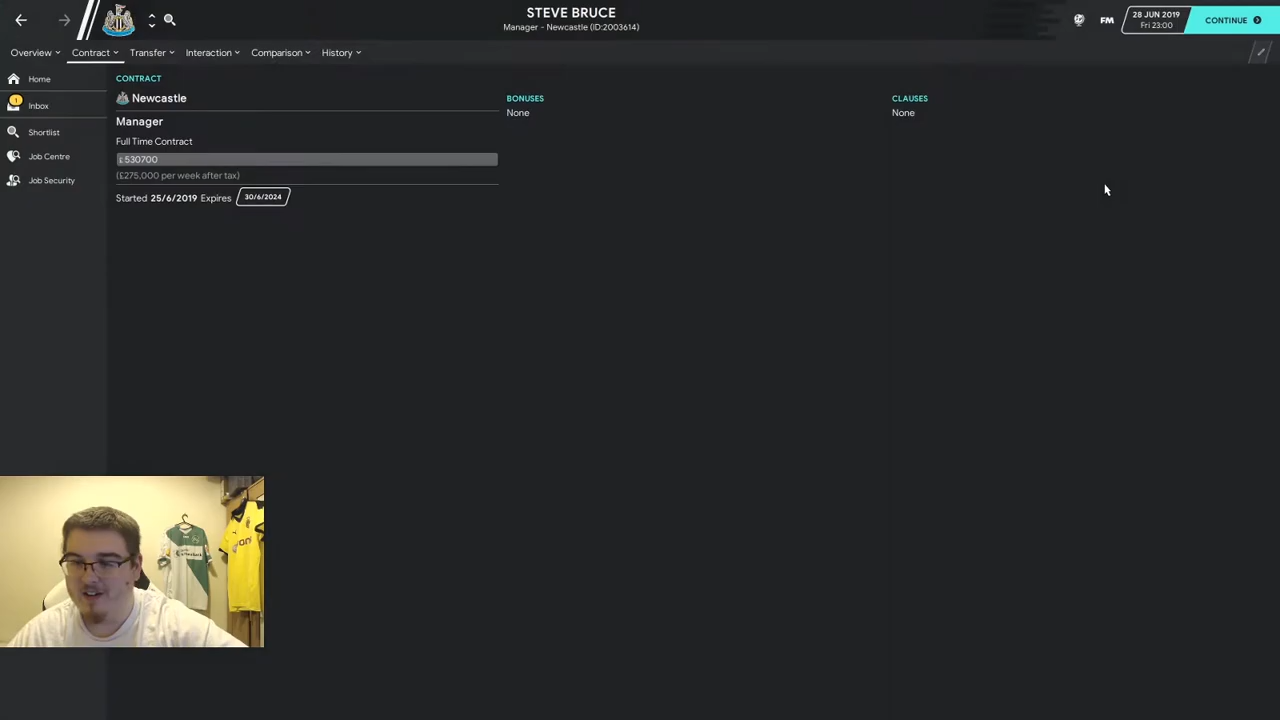 STEVE BRUCE
Manager - Newcastle (ID:2003614)
FM
28 JUN 2019
Fri 23:00
CONTINUE
Overview
Contract
Transfer
Interaction
Comparison
History
Home
1
Inbox
Shortlist
Job Centre
Job Security
CONTRACT
Newcastle
Manager
Full Time Contract
£ 530700
(£275,000 per week after tax)
Started 25/6/2019 Expires 30/6/2024
BONUSES
None
CLAUSES
None